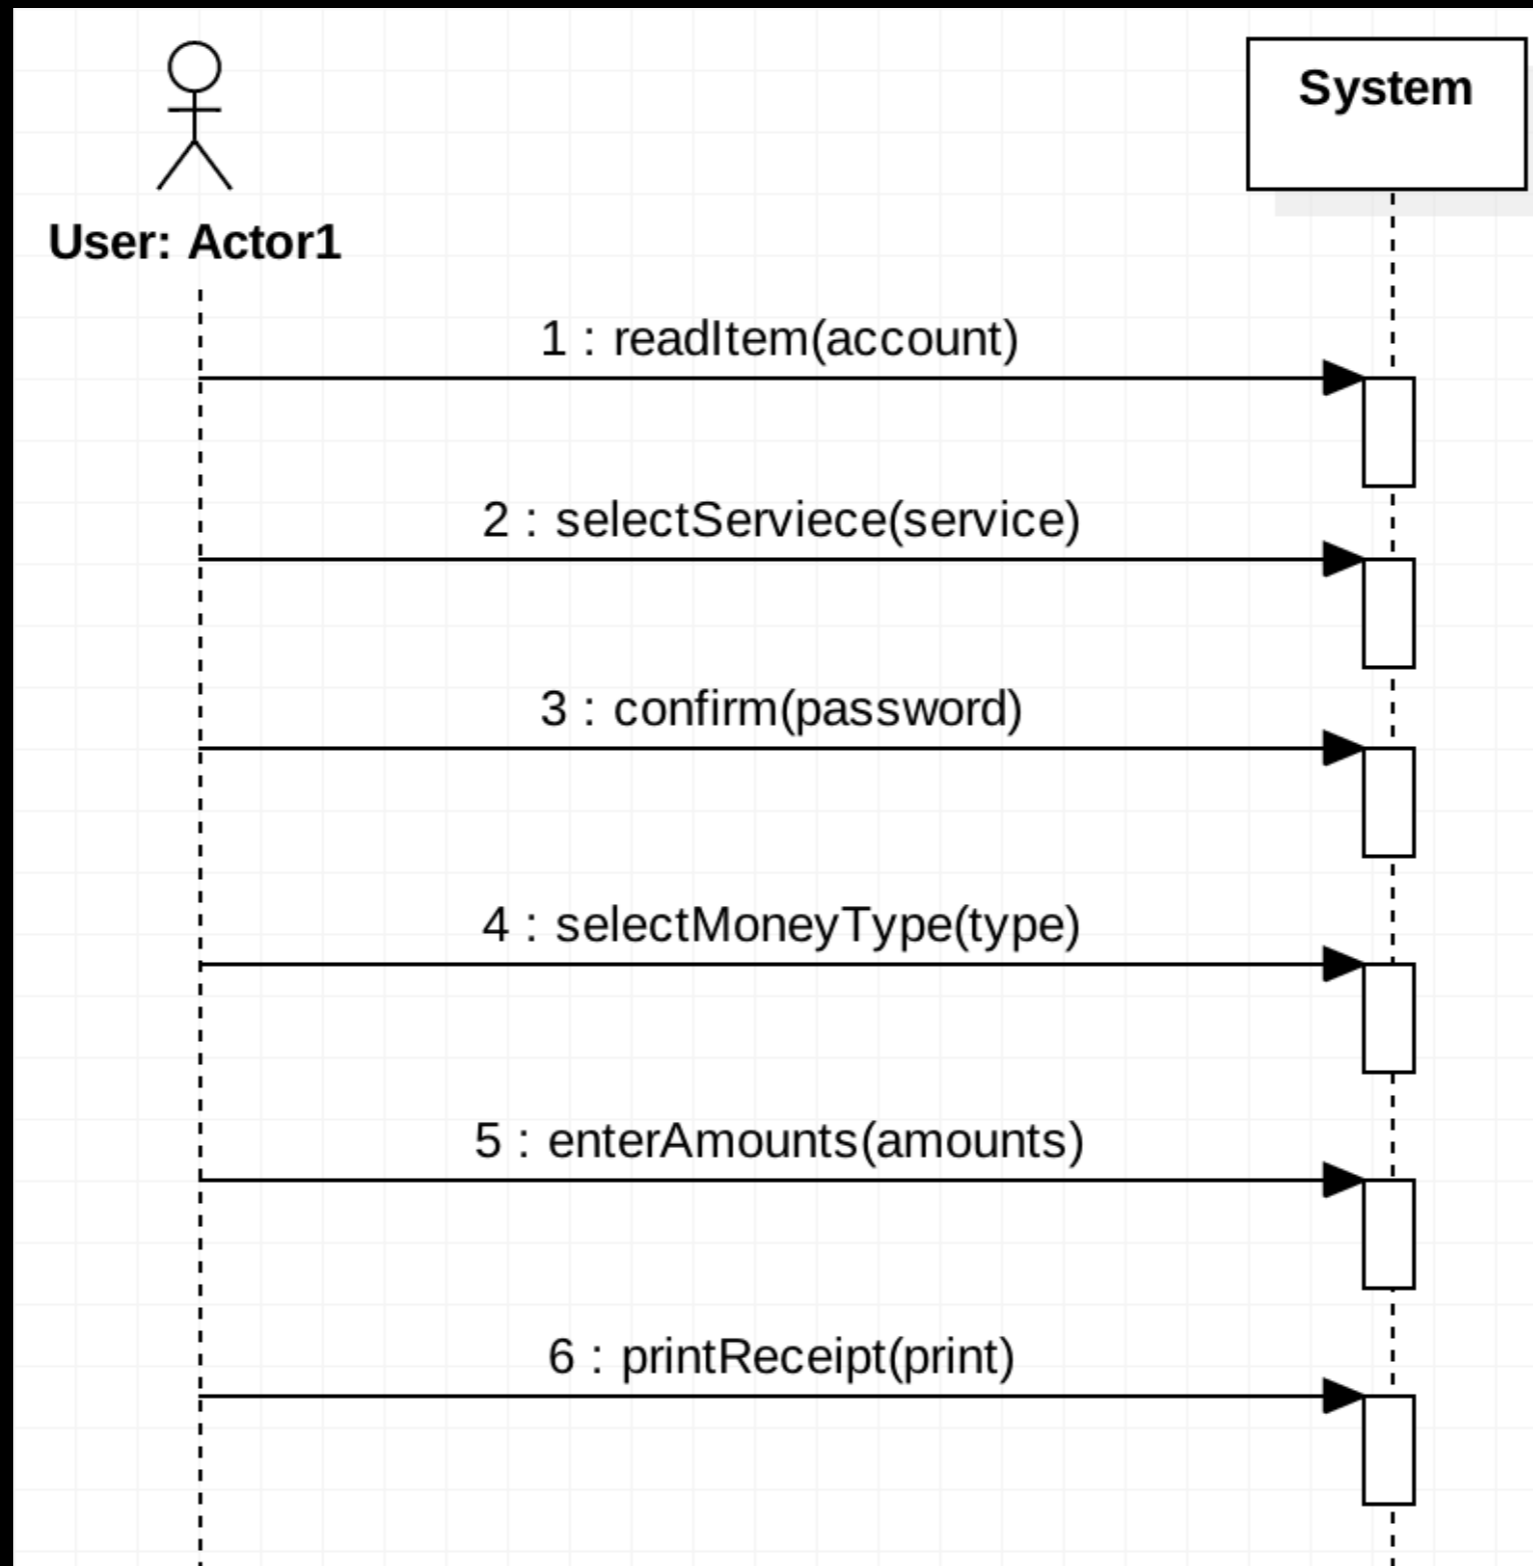 System
User: Actor1
1 : readItem(account)
2 : selectServiece(service)
3 : confirm(password)
4 : selectMoneyType(type)
5 : enterAmounts(amounts)
6 : printReceipt(print)